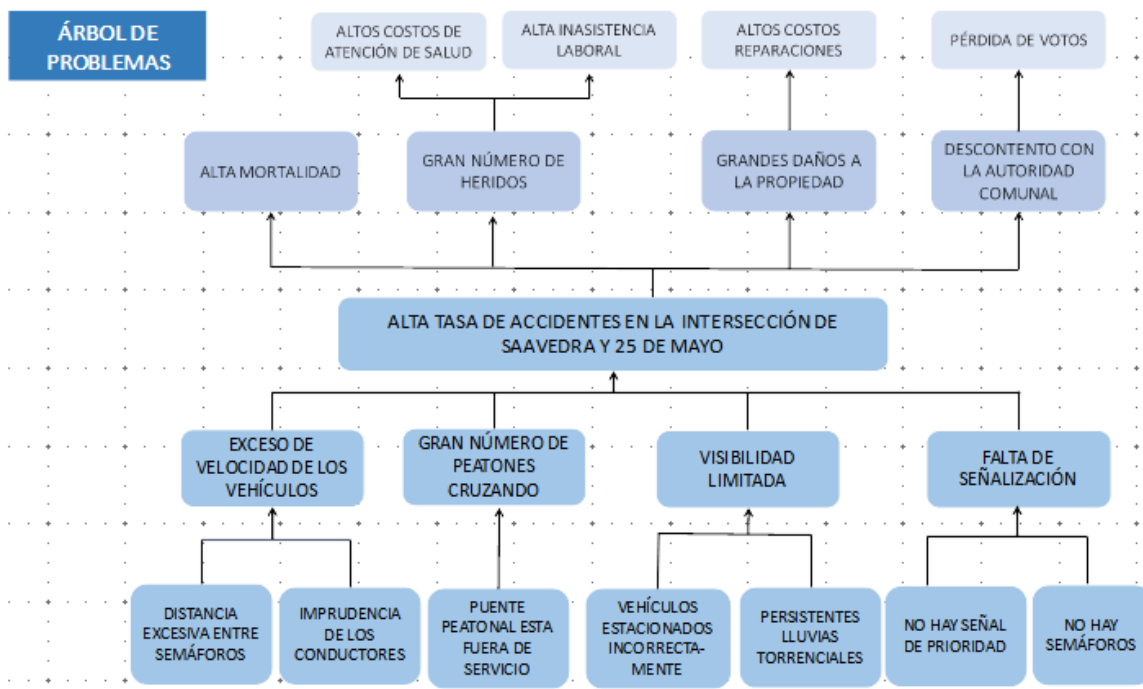 ÁRBOL DE
PROBLEMAS
ALTOS COSTOS DE
ATENCIÓN DE SALUD
ALTA INASISTENCIA
LABORAL
ALTOS COSTOS
REPARACIONES
PÉRDIDA DE VOTOS
ALTA MORTALIDAD
GRAN NÚMERO DE
HERIDOS
GRANDES DAÑOS A
LA PROPIEDAD
DESCONTENTO CON
LA AUTORIDAD
COMUNAL
ALTA TASA DE ACCIDENTES EN LA INTERSECCIÓN DE
SAAVEDRA Y 25 DE MAYO
EXCESO DE
VELOCIDAD DE LOS
VEHÍCULOS
GRAN NÚMERO DE
PEATONES
CRUZANDO
VISIBILIDAD
LIMITADA
FALTA DE
SEÑALIZACIÓN
DISTANCIA
EXCESIVA ENTRE
SEMÁFOROS
IMPRUDENCIA DE LOS
CONDUCTORES
PUENTE
PEATONAL ESTA
FUERA DE
SERVICIO
VEHÍCULOS
ESTACIONADOS
INCORRECTA-
MENTE
PERSISTENTES
LLUVIAS
TORRENCIALES
NO HAY SEÑAL
DE PRIORIDAD
NO HAY
SEMÁFOROS